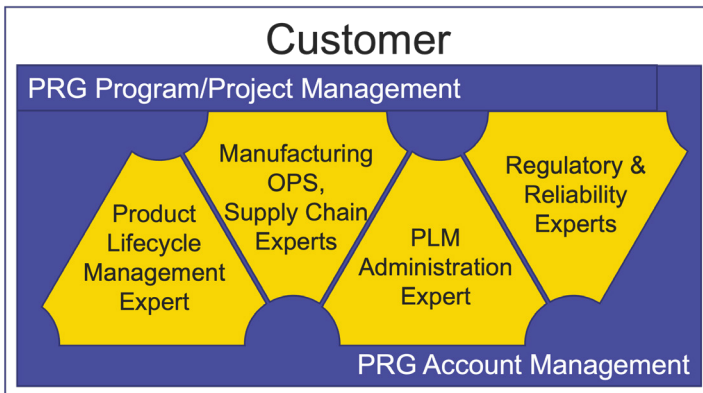 Customer
PRG Program/Project Management
Manufacturing
OPS,
Supply Chain
Experts
Regulatory &
Reliability
Experts
Product
Lifecycle
Management
Expert
PLM
Administration
Expert
PRG Account Management